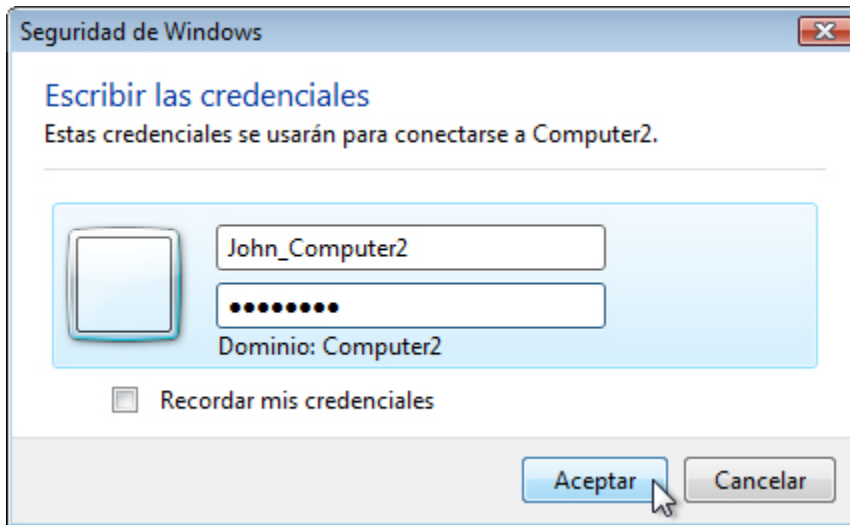 Seguridad de Windows
Escribir las credenciales
Estas credenciales se usarán para conectarse a Computer2.
John_Computer2
●●●●●●●●
Dominio: Computer2
Recordar mis credenciales
Aceptar Cancelar